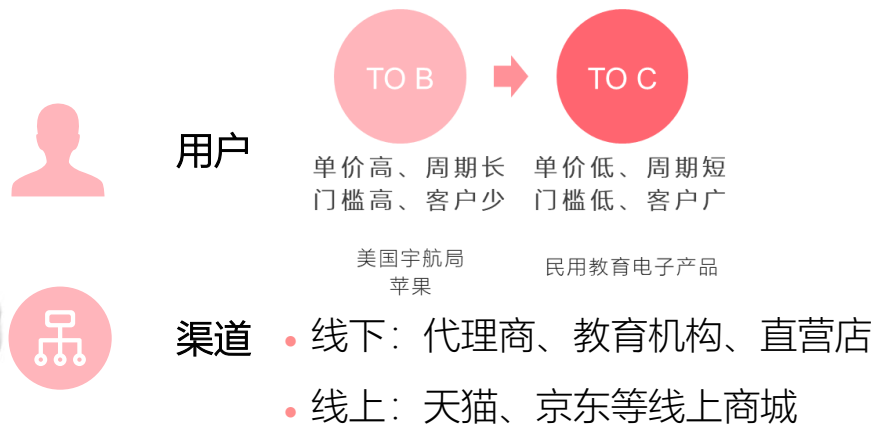 TO B
TO C
用户
单价高、周期长
门槛高、客户少
单价低、周期短
门槛低、客户广
美国宇航局
苹果
民用教育电子产品
渠道
线下：代理商、教育机构、直营店
线上：天猫、京东等线上商城